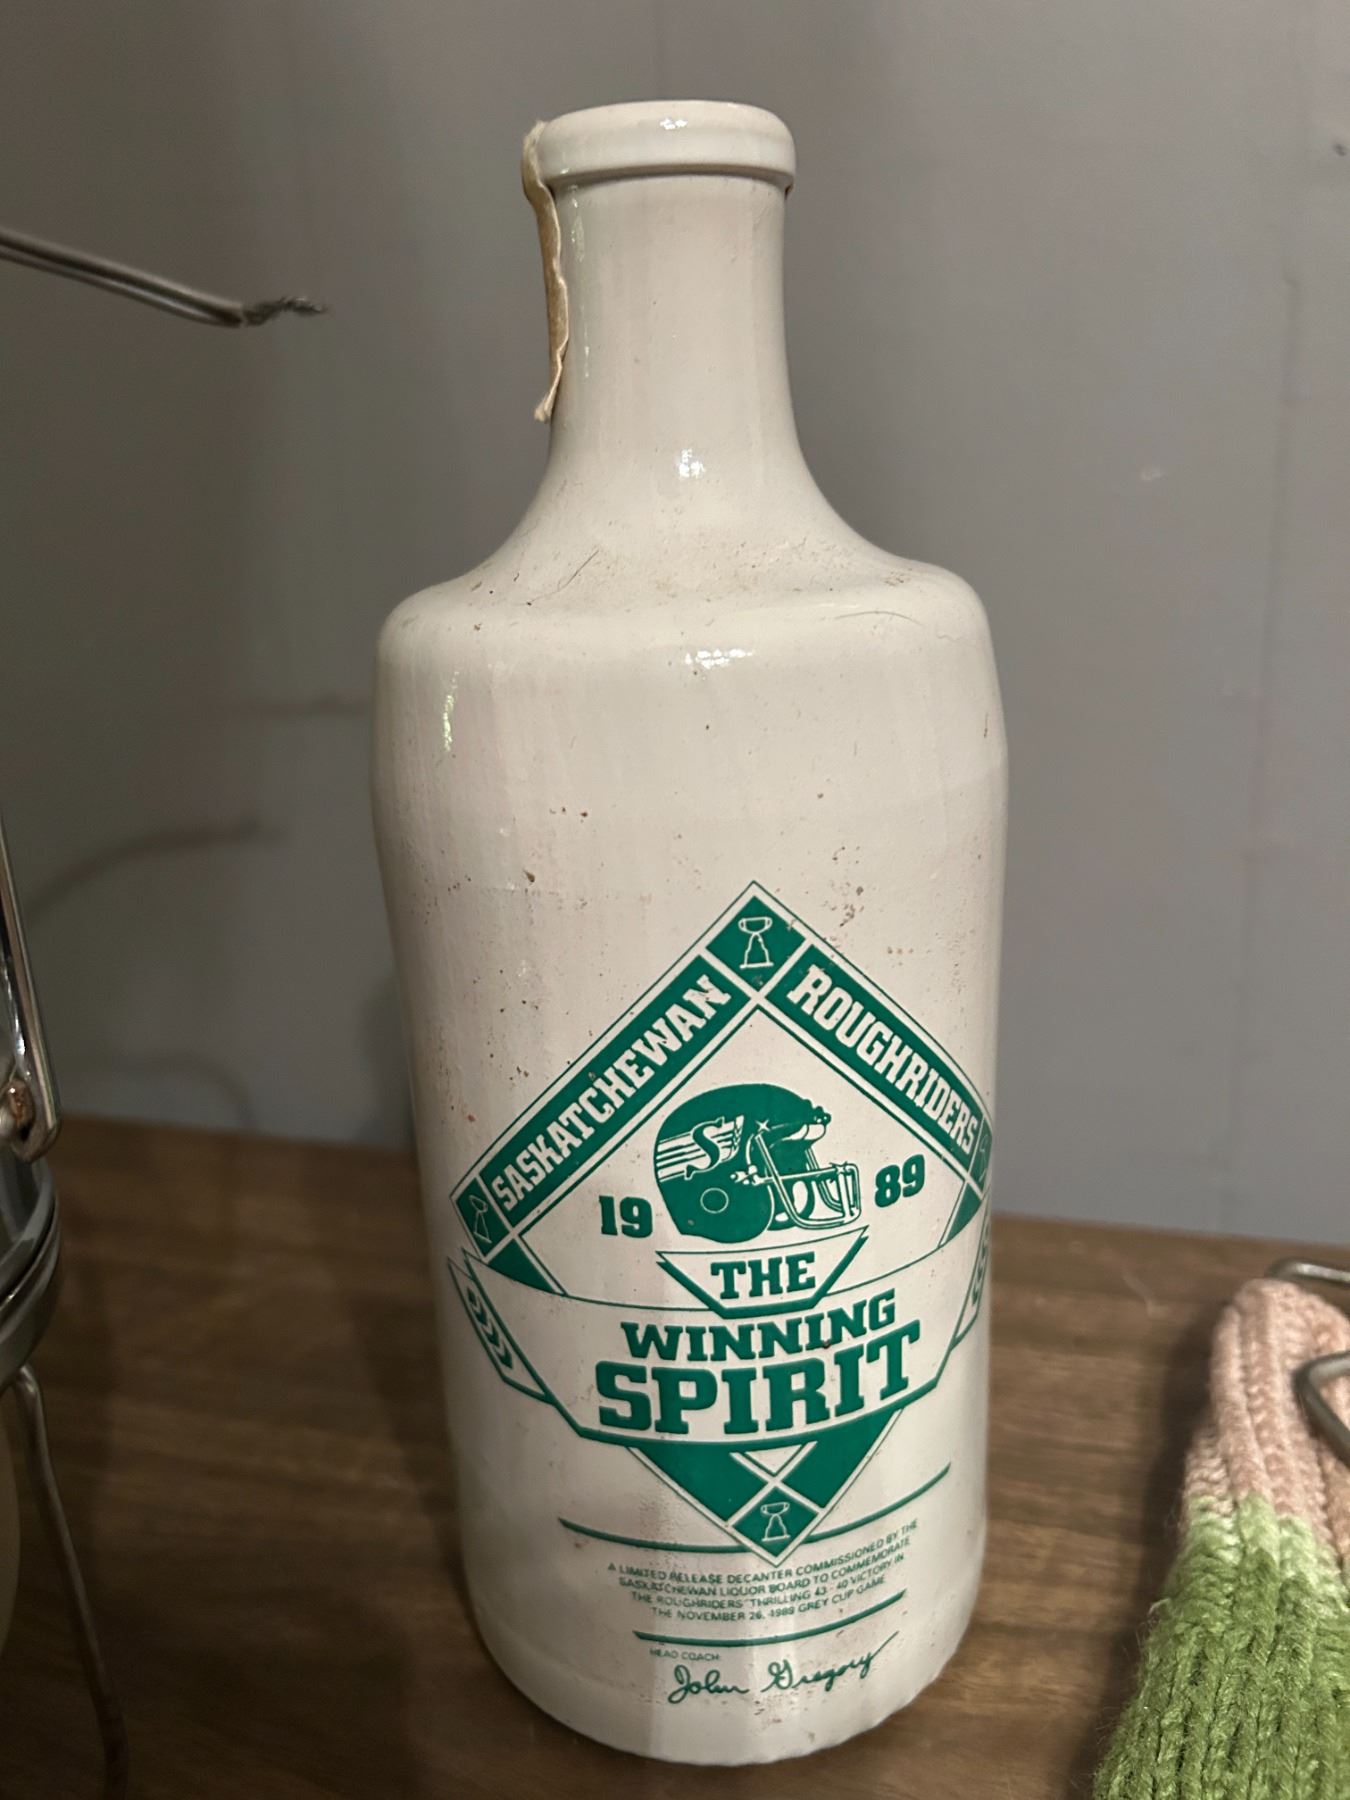 SASKATCHEWAN
ROUGHRIDERS
S
19 89
THE
WINNING
SPIRIT
A LIMITED RELEASE DECANTER COMMISSIONED BY THE
SASKATCHEWAN LIQUOR BOARD TO COMMEMORATE
THE ROUGHRIDERS' THRILLING 43 - 40 VICTORY IN
THE NOVEMBER 26, 1989 GREY CUP GAME
HEAD COACH:
John Gregory